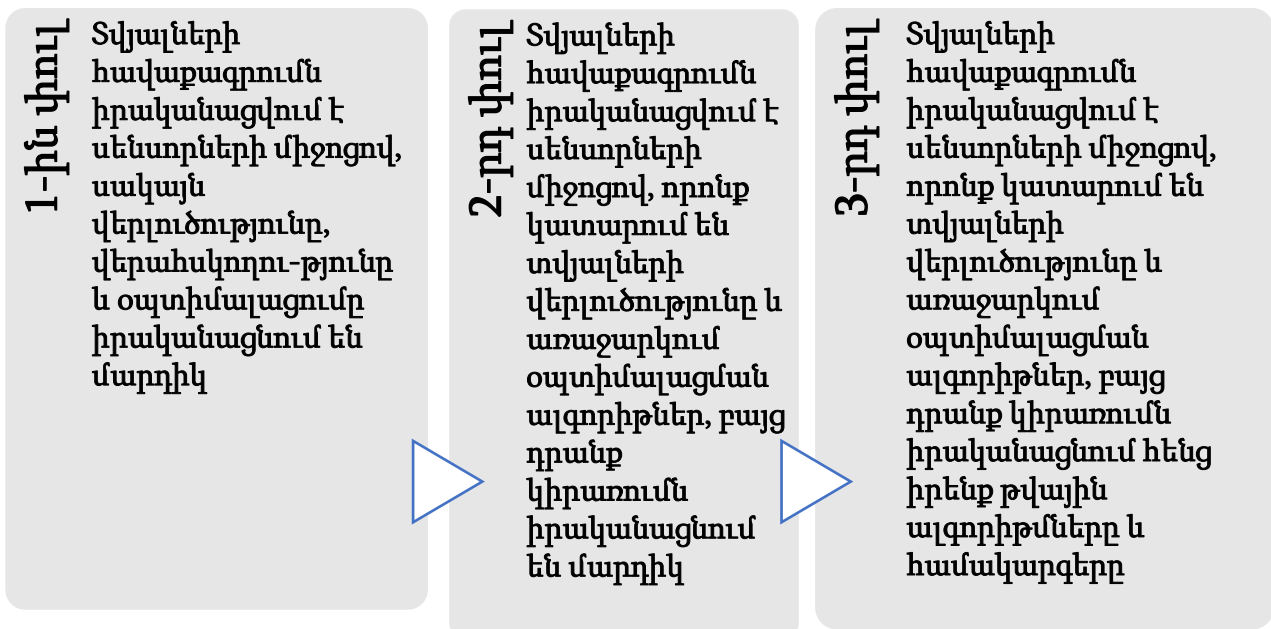 1-ին փուլ
Տվյալների
հավաքագրումն
իրականացվում է
սենսորների միջոցով,
սակայն
վերլուծությունը,
վերահսկողու-թյունը
և օպտիմալացումը
իրականացնում են
մարդիկ
2-րդ փուլ
Տվյալների
հավաքագրումն
իրականացվում է
սենսորների
միջոցով, որոնք
կատարում են
տվյալների
վերլուծությունը և
առաջարկում
օպտիմալացման
ալգորիթներ, բայց
դրանք
կիրառումն
իրականացնում
են մարդիկ
3-րդ փուլ
Տվյալների
հավաքագրումն
իրականացվում է
սենսորների միջոցով,
որոնք կատարում են
տվյալների
վերլուծությունը և
առաջարկում
օպտիմալացման
ալգորիթներ, բայց
դրանք կիրառումն
իրականացնում հենց
իրենք թվային
ալգորիթմները և
համակարգերը